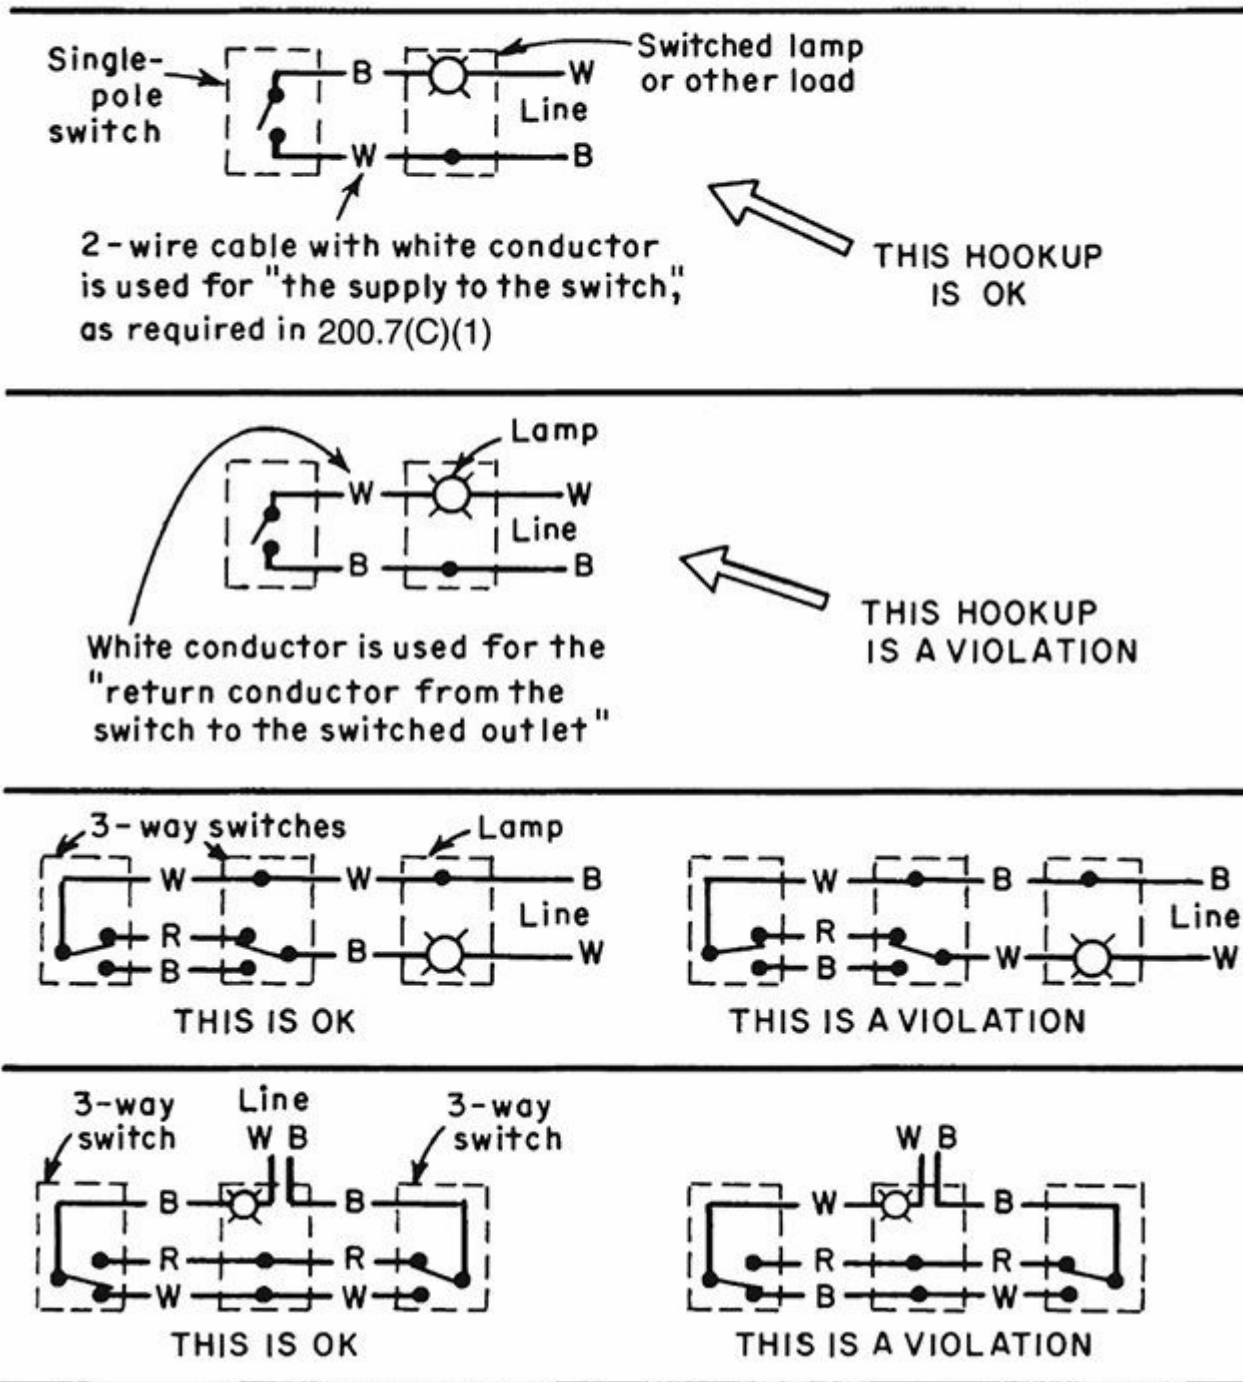 Single-
pole
switch
B
W
Switched lamp
or other load
Line
W
B
2-wire cable with white conductor
is used for "the supply to the switch,"
as required in 200.7(C)(1)
THIS HOOKUP
IS OK
Lamp
W
W
Line
B
B
White conductor is used for the
"return conductor from the
switch to the switched outlet"
THIS HOOKUP
IS A VIOLATION
3-way switches
Lamp
W
W
B
Line
R
B
B
W
THIS IS OK
W
B
B
Line
R
B
W
W
THIS IS A VIOLATION
3-way
switch
Line
W B
3-way
switch
B
B
R
R
W
W
THIS IS OK
W B
W
B
R
R
B
W
THIS IS A VIOLATION